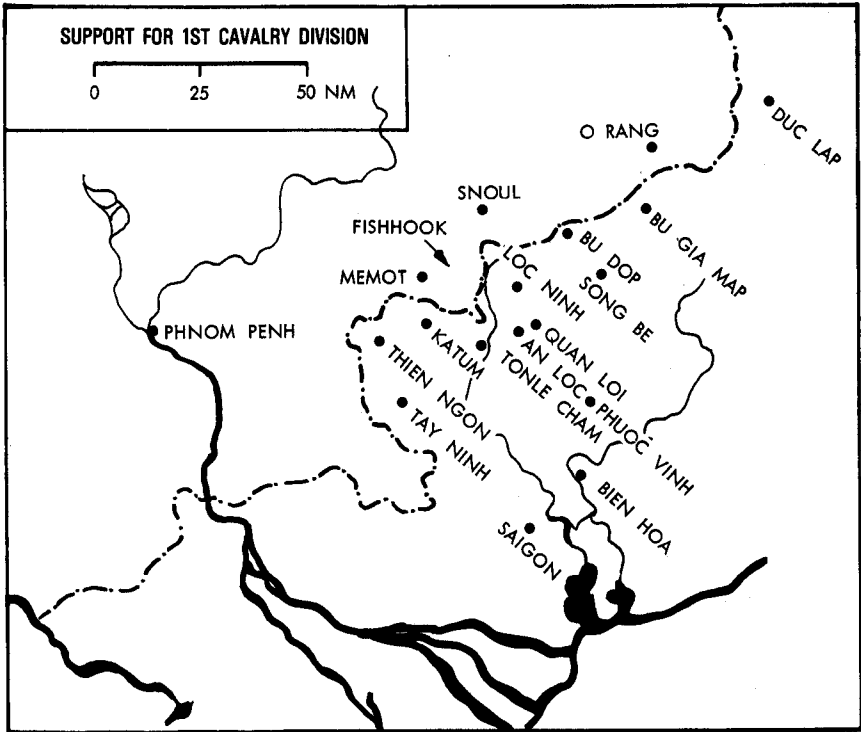 SUPPORT FOR 1ST CAVALRY DIVISION
0 25 50 NM
DUC LAP
O RANG
SNOUL
BU GIA MAP
FISHHOOK
BU DOP
LOC NINH
SONG BE
MEMOT
PHNOM PENH
KATUM
QUAN LOI
AN LOC
TONLE CHAM
THIEN NGON
PHUOC VINH
TAY NINH
BIEN HOA
SAIGON